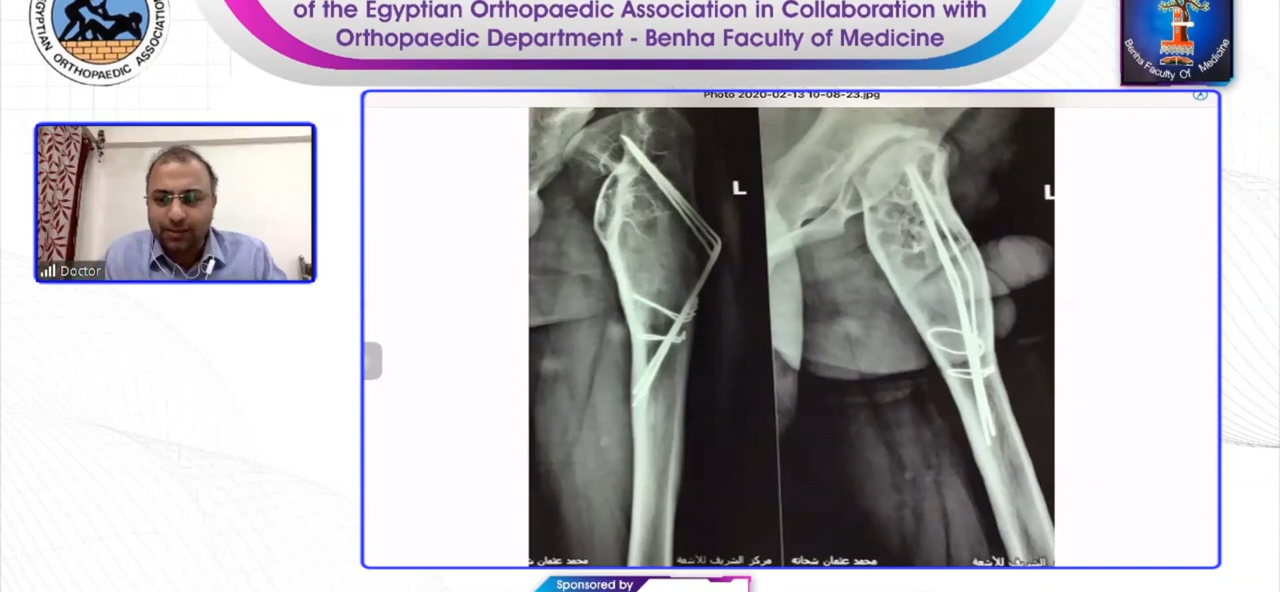 of the Egyptian Orthopaedic Association in Collaboration with
Orthopaedic Department - Benha Faculty of Medicine
EGYPTIAN ORTHOPAEDIC ASSOCIATION
Benha Faculty Of Medicine
Photo 2020-02-13 10-08-23.jpg
Doctor
L
L
محمد عثمان ش
مركز الشريف للأشعة
محمد عثمان شحاته
Sponsored by